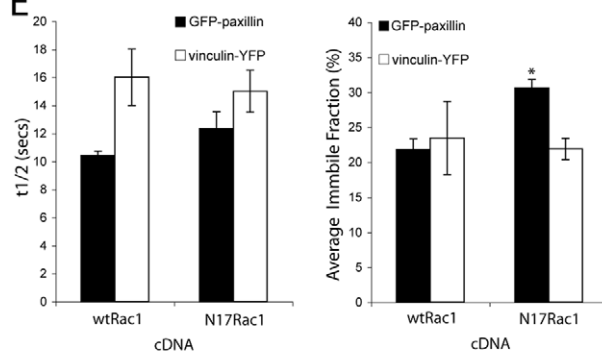 E
t1/2 (secs)
20
18
16
14
12
10
8
6
4
2
0
GFP-paxillin
vinculin-YFP
wtRac1 N17Rac1
cDNA
Average Immbile Fraction (%)
40
35
30
25
20
15
10
5
0
GFP-paxillin
vinculin-YFP
*
wtRac1 N17Rac1
cDNA